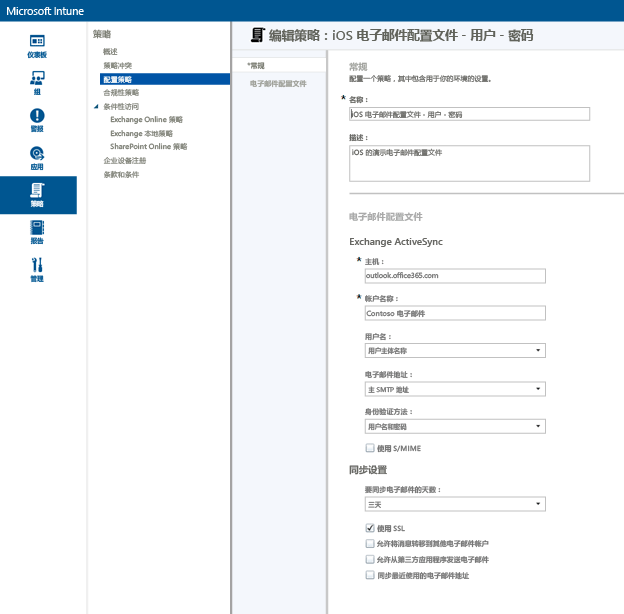 Microsoft Intune
仪表板
组
警报
应用
策略
报告
管理
策略
概述
策略冲突
配置策略
合规性策略
条件性访问
Exchange Online 策略
Exchange 本地策略
SharePoint Online 策略
企业设备注册
条款和条件
编辑策略：iOS 电子邮件配置文件 - 用户 - 密码
*常规
电子邮件配置文件
常规
配置一个策略，其中包含用于你的环境的设置。
* 名称：
iOS 电子邮件配置文件 - 用户 - 密码
描述：
iOS 的演示电子邮件配置文件
电子邮件配置文件
Exchange ActiveSync
* 主机：
outlook.office365.com
* 帐户名称：
Contoso 电子邮件
用户名：
用户主体名称
电子邮件地址：
主 SMTP 地址
身份验证方法：
用户名和密码
使用 S/MIME
同步设置
要同步电子邮件的天数：
三天
使用 SSL
允许将消息转移到其他电子邮件帐户
允许从第三方应用程序发送电子邮件
同步最近使用的电子邮件地址